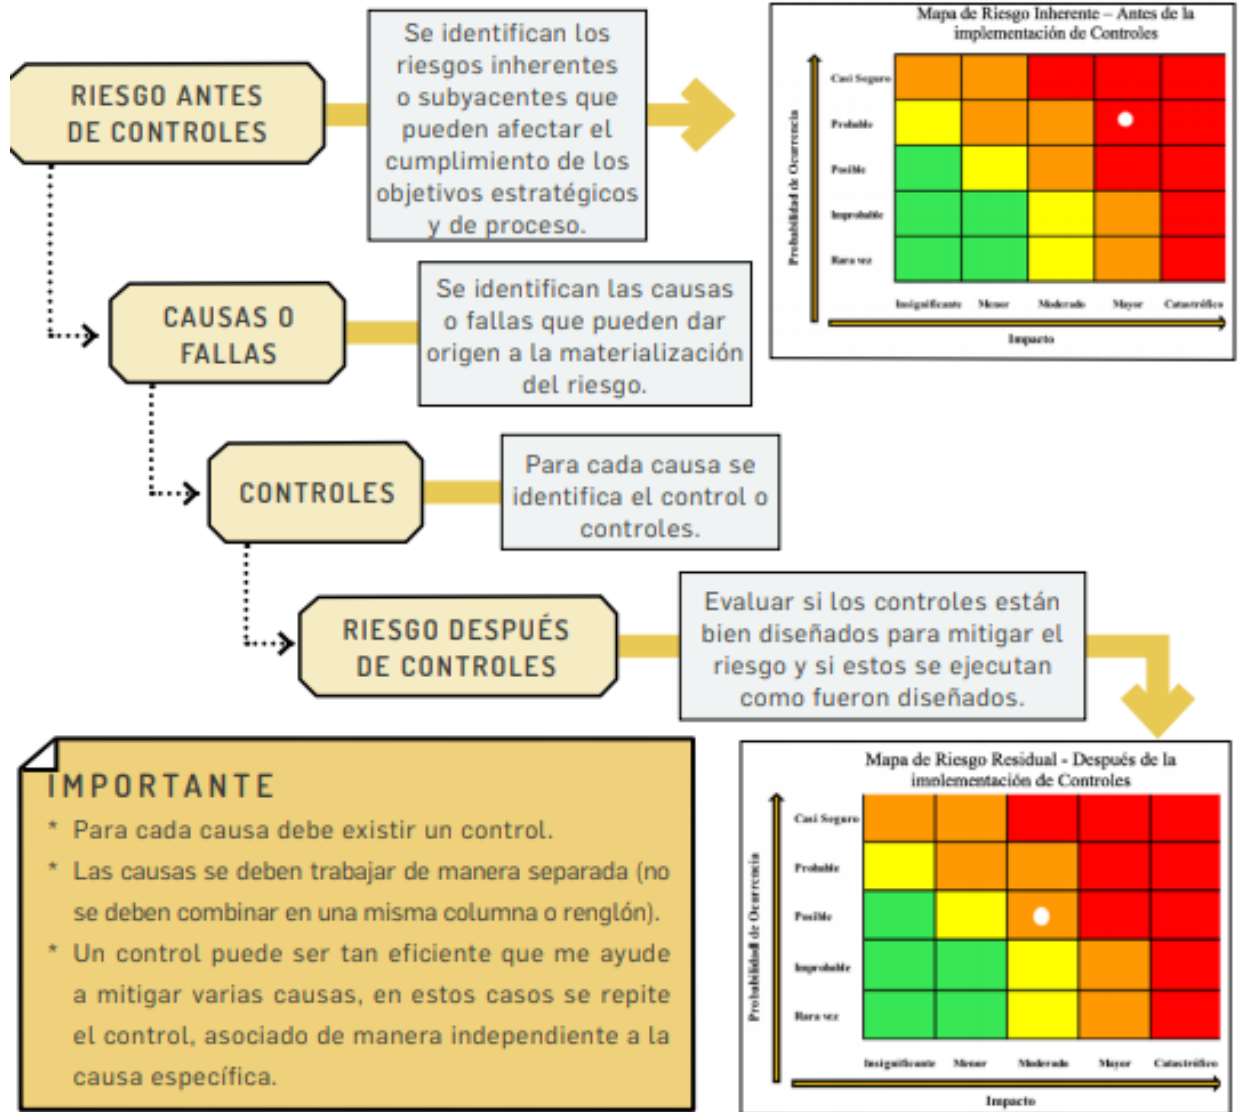 RIESGO ANTES
DE CONTROLES
Se identifican los
riesgos inherentes
o subyacentes que
pueden afectar el
cumplimiento de los
objetivos estratégicos
y de proceso.
Mapa de Riesgo Inherente – Antes de la
implementación de Controles
Probabilidad de Ocurrencia
Casi Seguro
Probable
Posible
Improbable
Rara vez
Insignificante Menor Moderado Mayor Catastrófico
Impacto
CAUSAS O
FALLAS
Se identifican las causas
o fallas que pueden dar
origen a la materialización
del riesgo.
CONTROLES
Para cada causa se
identifica el control o
controles.
RIESGO DESPUÉS
DE CONTROLES
Evaluar si los controles están
bien diseñados para mitigar el
riesgo y si estos se ejecutan
como fueron diseñados.
IMPORTANTE
* Para cada causa debe existir un control.
* Las causas se deben trabajar de manera separada (no
se deben combinar en una misma columna o renglón).
* Un control puede ser tan eficiente que me ayude
a mitigar varias causas, en estos casos se repite
el control, asociado de manera independiente a la
causa específica.
Mapa de Riesgo Residual - Después de la
implementación de Controles
Probabilidad de Ocurrencia
Casi Seguro
Probable
Posible
Improbable
Rara vez
Insignificante Menor Moderado Mayor Catastrófico
Impacto